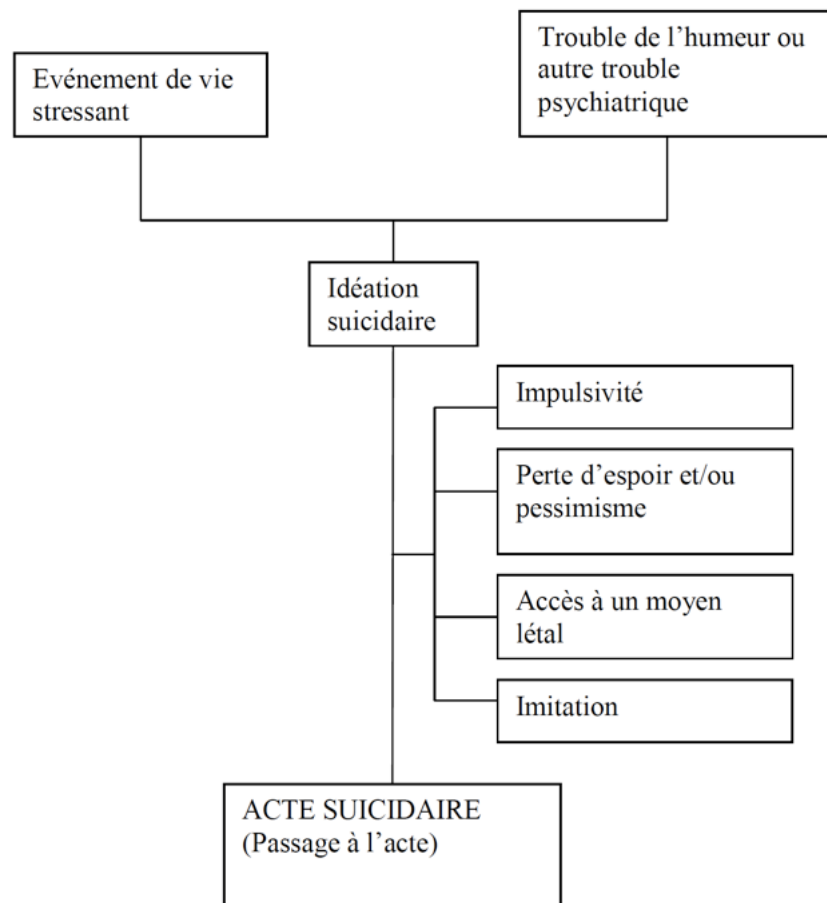 Evénement de vie
stressant
Trouble de l’humeur ou
autre trouble
psychiatrique
Idéation
suicidaire
Impulsivité
Perte d’espoir et/ou
pessimisme
Accès à un moyen
létal
Imitation
ACTE SUICIDAIRE
(Passage à l’acte)